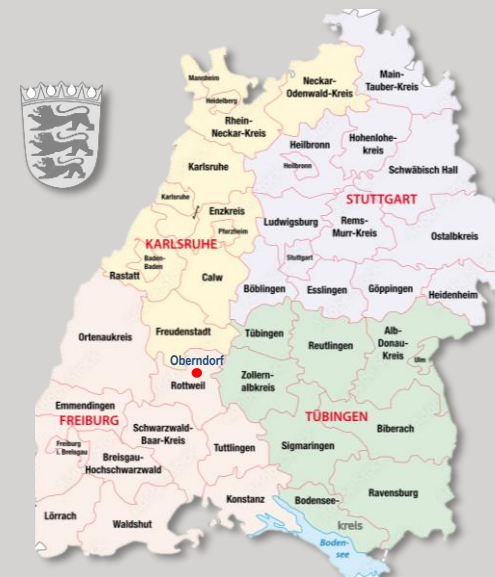 Mannheim
Heidelberg
Rhein-
Neckar-Kreis
Neckar-
Odenwald-Kreis
Main-
Tauber-Kreis
Heilbronn
Heilbronn
Hohenlohe-
kreis
Schwäbisch Hall
Karlsruhe
Karlsruhe
Enzkreis
Pforzheim
KARLSRUHE
Baden-
Baden
Rastatt
Calw
Freudenstadt
STUTTGART
Ludwigsburg
Rems-
Murr-Kreis
Ostalbkreis
Stuttgart
Böblingen
Esslingen
Göppingen
Heidenheim
Ortenaukreis
Oberndorf
Rottweil
Tübingen
Reutlingen
Alb-
Donau-
Kreis
Ulm
Zollern-
albkreis
TÜBINGEN
Biberach
Sigmaringen
Emmendingen
FREIBURG
Freiburg
i. Breisgau
Breisgau-
Hochschwarzwald
Schwarzwald-
Baar-Kreis
Tuttlingen
Konstanz
Bodensee-
kreis
Ravensburg
Lörrach
Waldshut
Boden-
see